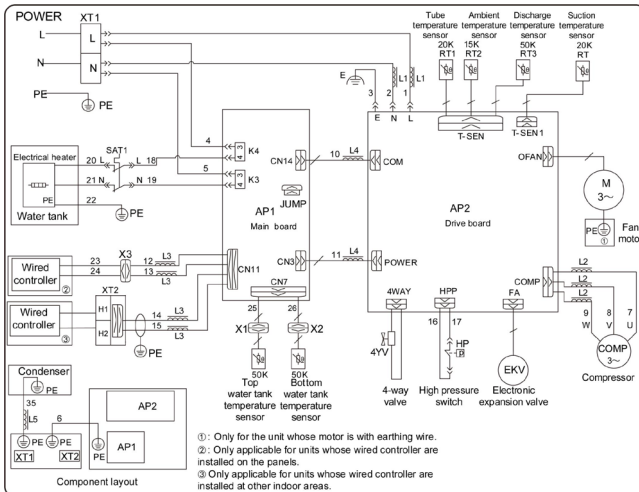 POWER
XT1
L
L
N
N
PE
PE
Tube
temperature
sensor
20K
RT1
Ambient
temperature
sensor
15K
RT2
Discharge
temperature
sensor
50K
RT3
Suction
temperature
sensor
20K
RT
E
3
2
L1
1
L1
E
N
L
T-SEN
T-SEN1
Electrical heater
PE
Water tank
SAT1
20
L
L
18
21
N
N
19
22
PE
4
5
4
3
K4
4
3
K3
CN14
JUMP
AP1
Main board
CN3
CN11
CN7
10
L4
COM
11
L4
POWER
AP2
Drive board
OFAN
M
3~
PE
①
Fan
motor
COMP
L2
L2
L2
9
W
8
V
7
U
COMP
3~
Compressor
Wired
controller
②
23
24
X3
12
13
L3
L3
XT2
Wired
controller
③
H1
H2
14
15
L3
L3
PE
25
26
X1
X2
50K
50K
Top
water tank
temperature
sensor
Bottom
water tank
temperature
sensor
4WAY
4YV
4-way
valve
HPP
16
17
HP
P
High pressure
switch
FA
EKV
Electronic
expansion valve
Condenser
PE
35
L5
6
PE
PE
PE
XT1
XT2
AP2
AP1
Component layout
①: Only for the unit whose motor is with earthing wire.
②: Only applicable for units whose wired controller are
installed on the panels.
③ Only applicable for units whose wired controller are
installed at other indoor areas.